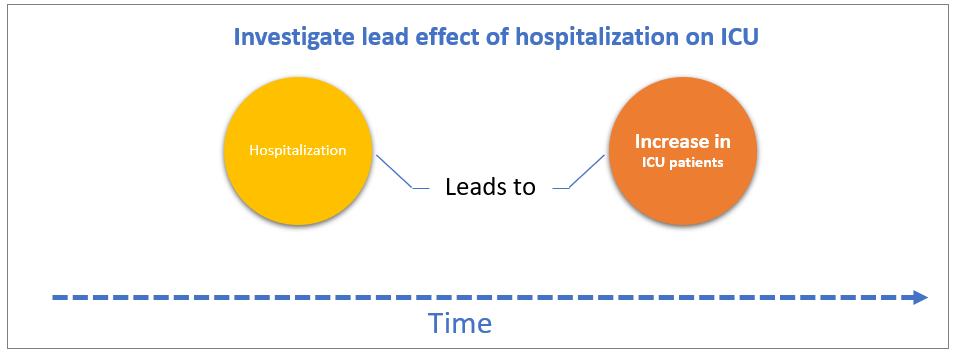 Investigate lead effect of hospitalization on ICU
Hospitalization
Leads to
Increase in
ICU patients
Time